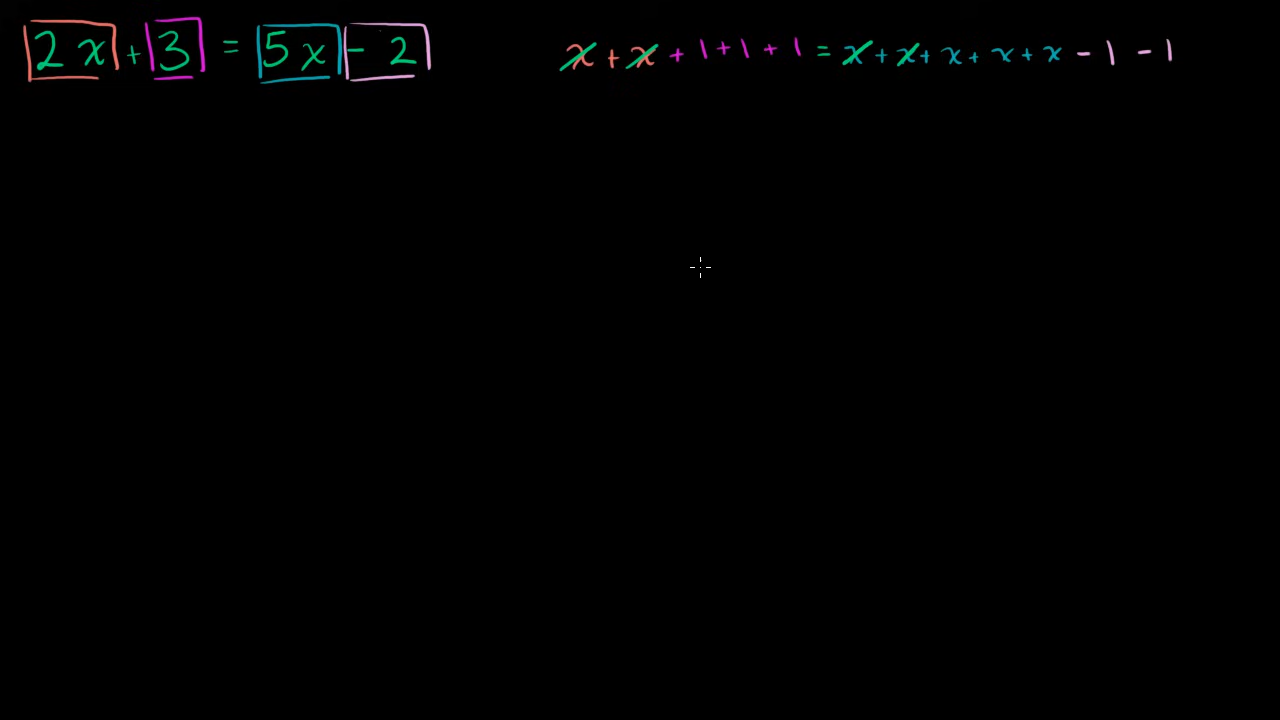 2x + 3 = 5x - 2
x + x + 1 + 1 + 1 = x + x + x + x + x - 1 - 1